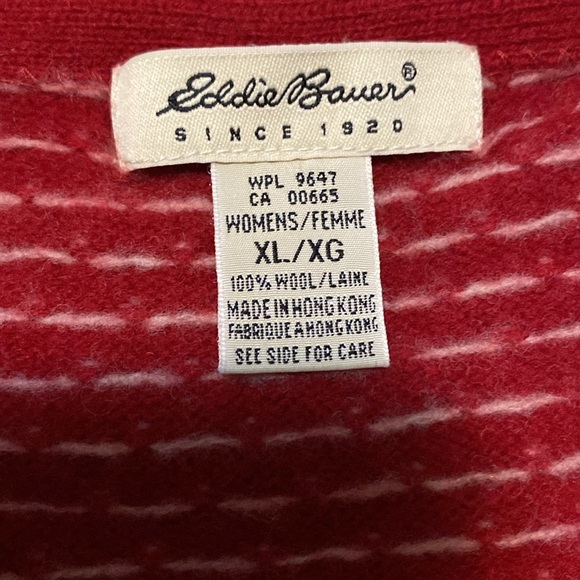 Eddie Bauer®
SINCE 1920
WPL 9647
CA 00665
WOMENS/FEMME
XL/XG
100% WOOL/LAINE
MADE IN HONG KONG
FABRIQUE A HONG KONG
SEE SIDE FOR CARE